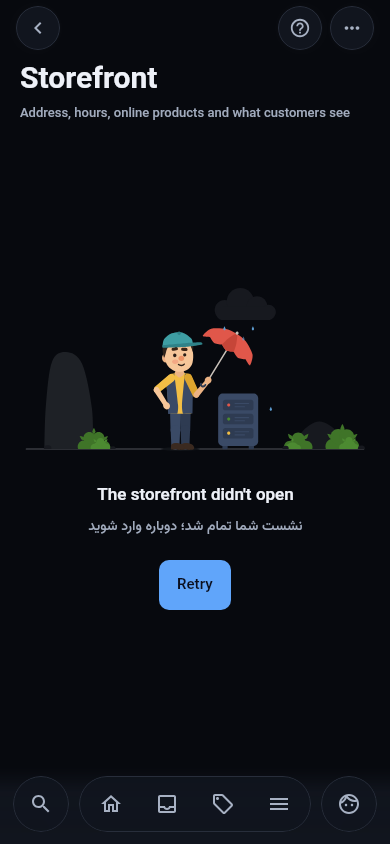 Storefront
Address, hours, online products and what customers see
The storefront didn't open
نشست شما تمام شد؛ دوباره وارد شوید
Retry